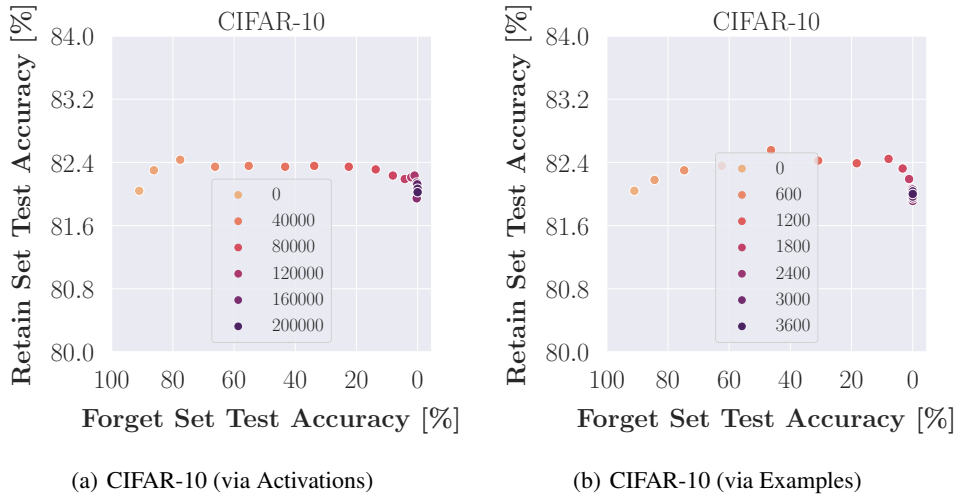 CIFAR-10
Retain Set Test Accuracy [%]
84.0
83.2
82.4
81.6
80.8
80.0
0
40000
80000
120000
160000
200000
100 80 60 40 20 0
Forget Set Test Accuracy [%]
(a) CIFAR-10 (via Activations)
CIFAR-10
Retain Set Test Accuracy [%]
84.0
83.2
82.4
81.6
80.8
80.0
0
600
1200
1800
2400
3000
3600
100 80 60 40 20 0
Forget Set Test Accuracy [%]
(b) CIFAR-10 (via Examples)